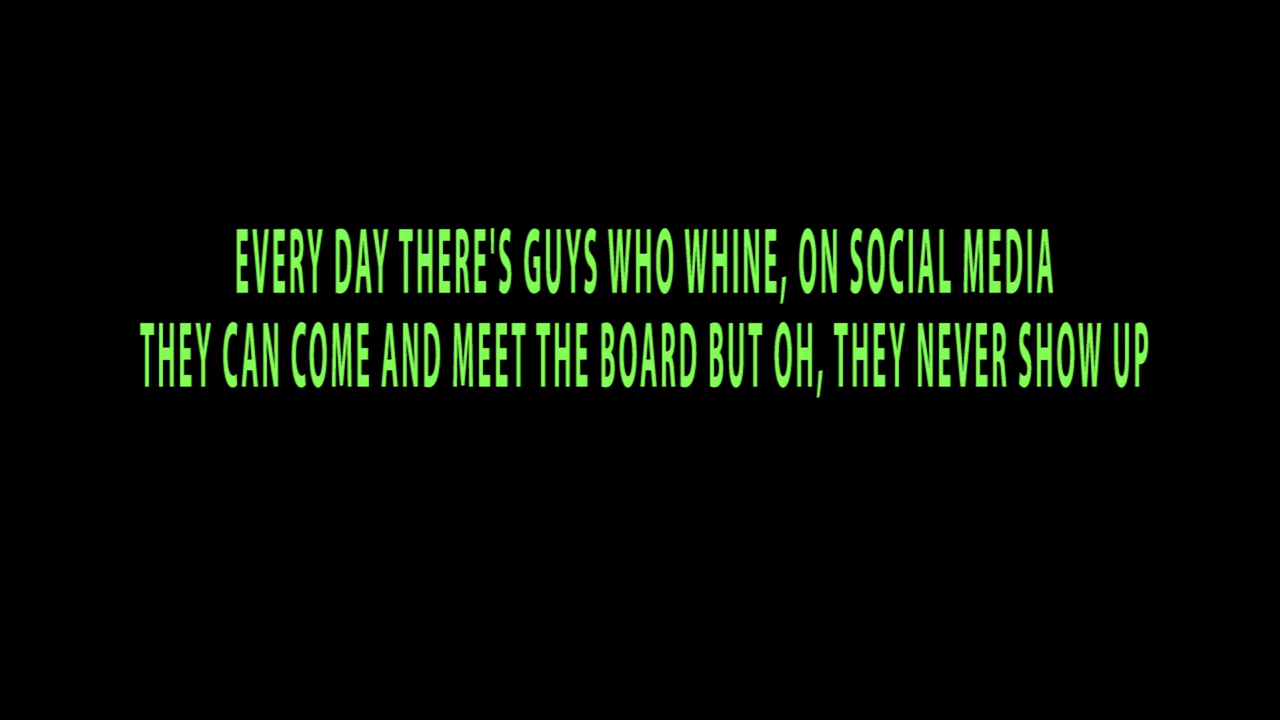 EVERY DAY THERE'S GUYS WHO WHINE, ON SOCIAL MEDIA
THEY CAN COME AND MEET THE BOARD BUT OH, THEY NEVER SHOW UP